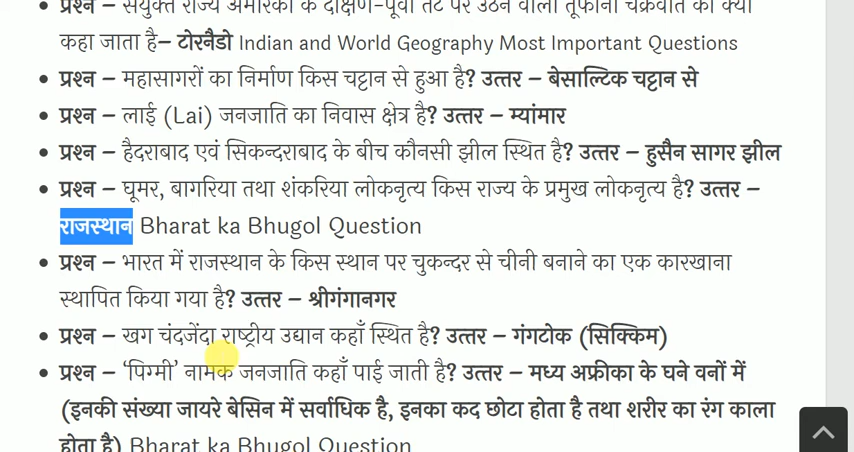 प्रश्न – संयुक्त राज्य अमेरिका के दक्षिण-पूर्वी तट पर उठने वाला तूफानी चक्रवात को क्या
कहा जाता है– टोरनैडो Indian and World Geography Most Important Questions
प्रश्न – महासागरों का निर्माण किस चट्टान से हुआ है? उत्तर – बेसाल्टिक चट्टान से
प्रश्न – लाई (Lai) जनजाति का निवास क्षेत्र है? उत्तर – म्यांमार
प्रश्न – हैदराबाद एवं सिकन्दराबाद के बीच कौनसी झील स्थित है? उत्तर – हुसैन सागर झील
प्रश्न – घूमर, बागरिया तथा शंकरिया लोकनृत्य किस राज्य के प्रमुख लोकनृत्य है? उत्तर –
राजस्थान Bharat ka Bhugol Question
प्रश्न – भारत में राजस्थान के किस स्थान पर चुकन्दर से चीनी बनाने का एक कारखाना
स्थापित किया गया है? उत्तर – श्रीगंगानगर
प्रश्न – खग चंदजेंदा राष्ट्रीय उद्यान कहाँ स्थित है? उत्तर – गंगटोक (सिक्किम)
प्रश्न – ‘पिग्मी’ नामक जनजाति कहाँ पाई जाती है? उत्तर – मध्य अफ्रीका के घने वनों में
(इनकी संख्या जायरे बेसिन में सर्वाधिक है, इनका कद छोटा होता है तथा शरीर का रंग काला
होता है) Bharat ka Bhugol Question